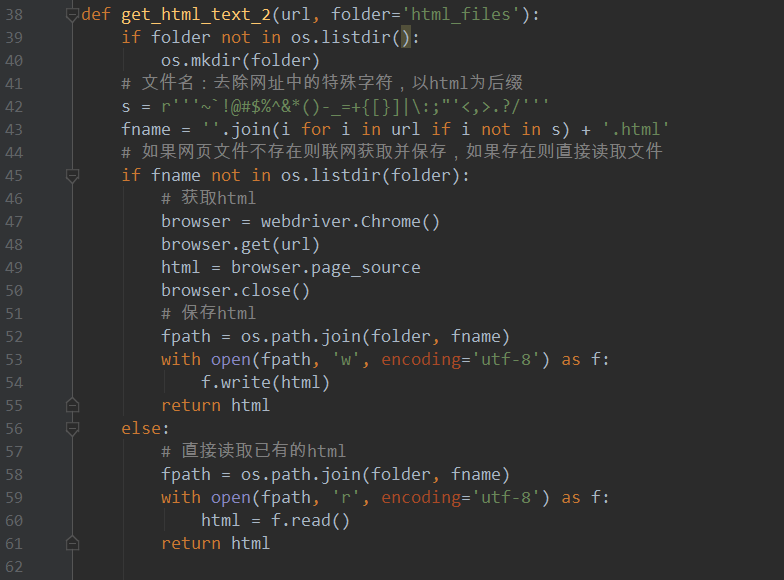 38 def get_html_text_2(url, folder='html_files'):
39     if folder not in os.listdir():
40         os.mkdir(folder)
41     # 文件名：去除网址中的特殊字符，以html为后缀
42     s = r'''~`!@#$%^&*()-_=+{[}]|\:;"'<,>.?/'''
43     fname = ''.join(i for i in url if i not in s) + '.html'
44     # 如果网页文件不存在则联网获取并保存，如果存在则直接读取文件
45     if fname not in os.listdir(folder):
46         # 获取html
47         browser = webdriver.Chrome()
48         browser.get(url)
49         html = browser.page_source
50         browser.close()
51         # 保存html
52         fpath = os.path.join(folder, fname)
53         with open(fpath, 'w', encoding='utf-8') as f:
54             f.write(html)
55         return html
56     else:
57         # 直接读取已有的html
58         fpath = os.path.join(folder, fname)
59         with open(fpath, 'r', encoding='utf-8') as f:
60             html = f.read()
61         return html
62